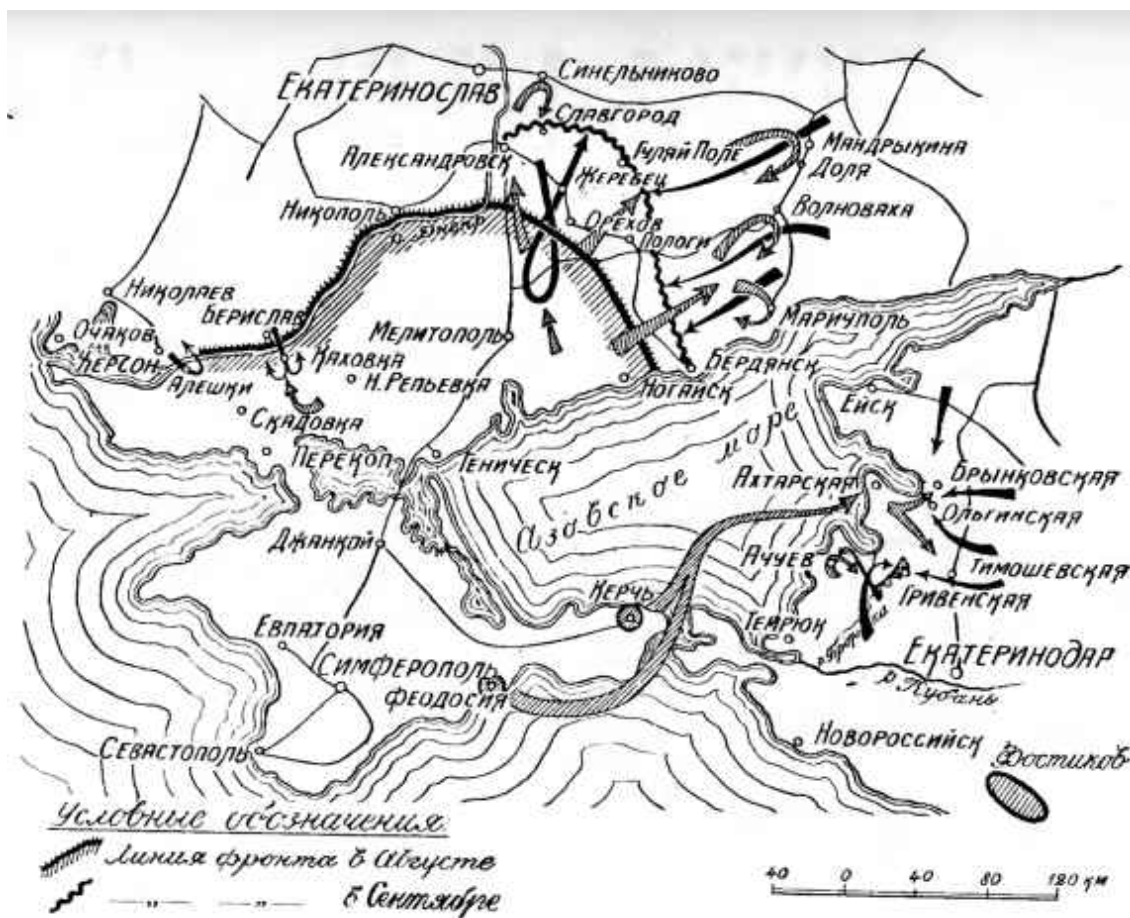 Синельниково
Екатеринослав
Славгород
Александровск
Гуляй Поле
Мандрыкина
Доля
Жеребец
Никополь
Орехов
Волноваха
Пологи
Николаев
Берислав
Очаков
Херсон
Каховка
Алешки
Мелитополь
Мариуполь
Н. Репьевка
Бердянск
Ногайск
Ейск
Скадовка
Перекоп
Геническ
Азовское море
Ахтарская
Брынковская
Ольгинская
Джанкой
Ачуев
Тимошевская
Гривенская
Керчь
Темрюк
Евпатория
Екатеринодар
Симферополь
Феодосия
р. Кубань
Севастополь
Новороссийск
Фостиков
Условные обозначения
Линия фронта в Августе
—„— „— в Сентябре
40 0 40 80 120 км